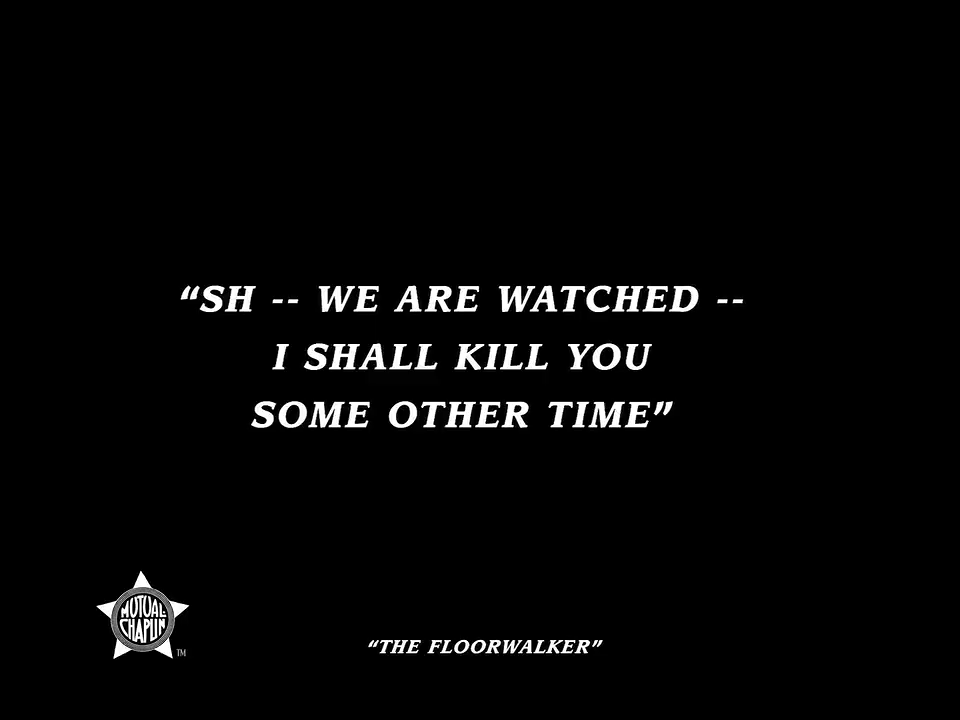 “SH -- WE ARE WATCHED --
I SHALL KILL YOU
SOME OTHER TIME”
MUTUAL-
CHAPLIN
TM
“THE FLOORWALKER”